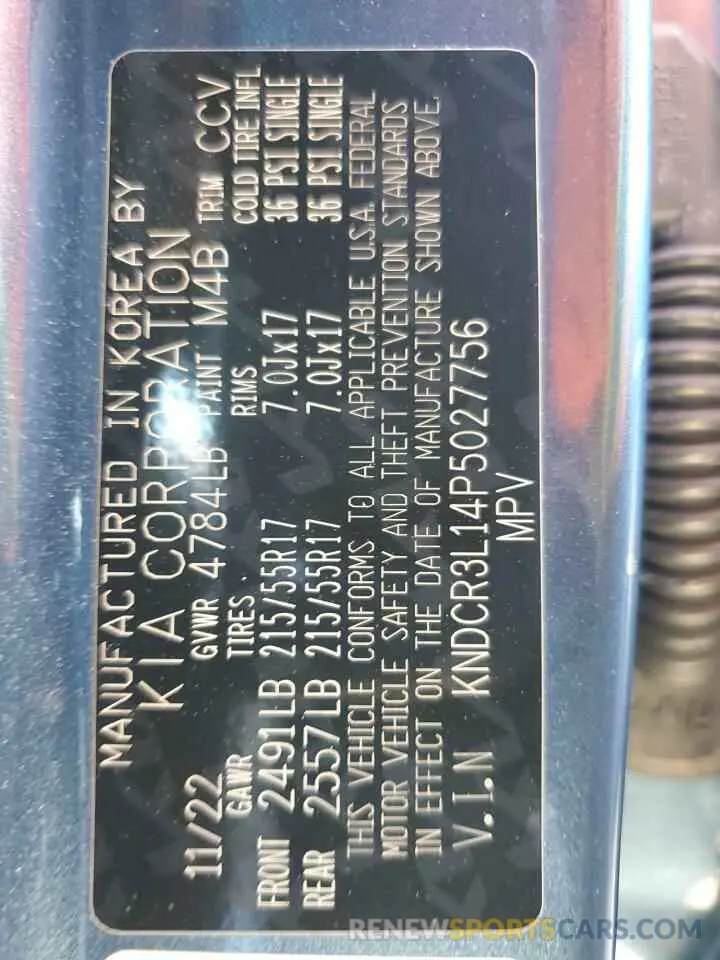 MANUFACTURED IN KOREA BY
KIA CORPORATION
11/22 GVWR 4784LB PAINT M4B TRIM CCV
GAWR TIRES RIMS COLD TIRE INFL
FRONT 2491LB 215/55R17 7.0Jx17 36 PSI SINGLE
REAR 2557LB 215/55R17 7.0Jx17 36 PSI SINGLE
THIS VEHICLE CONFORMS TO ALL APPLICABLE U.S.A. FEDERAL
MOTOR VEHICLE SAFETY AND THEFT PREVENTION STANDARDS
IN EFFECT ON THE DATE OF MANUFACTURE SHOWN ABOVE.
V.I.N KNDCR3L14P5027756
MPV
RENEWSPORTSCARS.COM